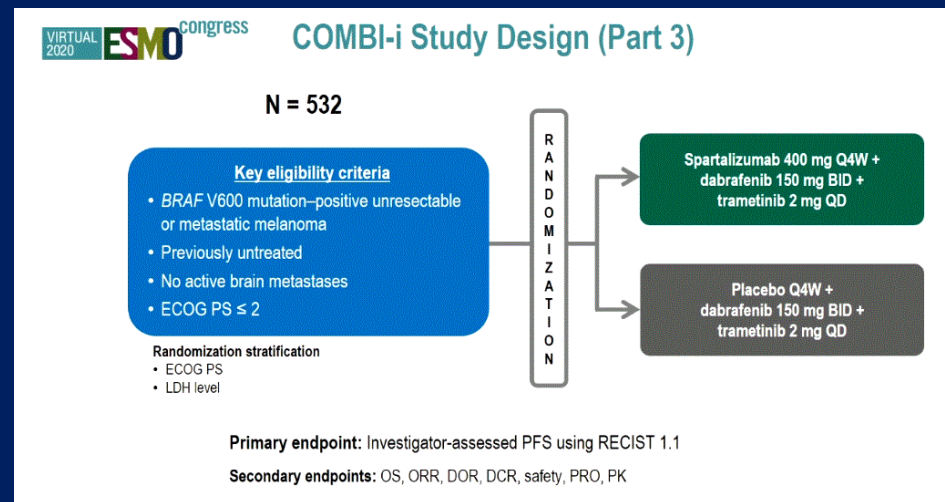 VIRTUAL
2020
ESMO
congress
COMBI-i Study Design (Part 3)
N = 532
Key eligibility criteria
• BRAF V600 mutation–positive unresectable
or metastatic melanoma
• Previously untreated
• No active brain metastases
• ECOG PS ≤ 2
Randomization stratification
• ECOG PS
• LDH level
RANDOMIZATION
Spartalizumab 400 mg Q4W +
dabrafenib 150 mg BID +
trametinib 2 mg QD
Placebo Q4W +
dabrafenib 150 mg BID +
trametinib 2 mg QD
Primary endpoint: Investigator-assessed PFS using RECIST 1.1
Secondary endpoints: OS, ORR, DOR, DCR, safety, PRO, PK